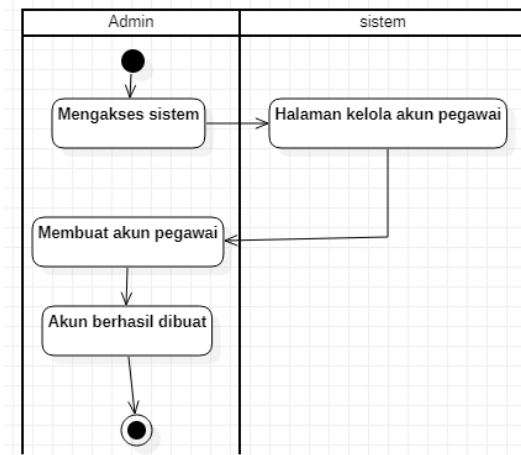 Admin
sistem
Mengakses sistem
Halaman kelola akun pegawai
Membuat akun pegawai
Akun berhasil dibuat